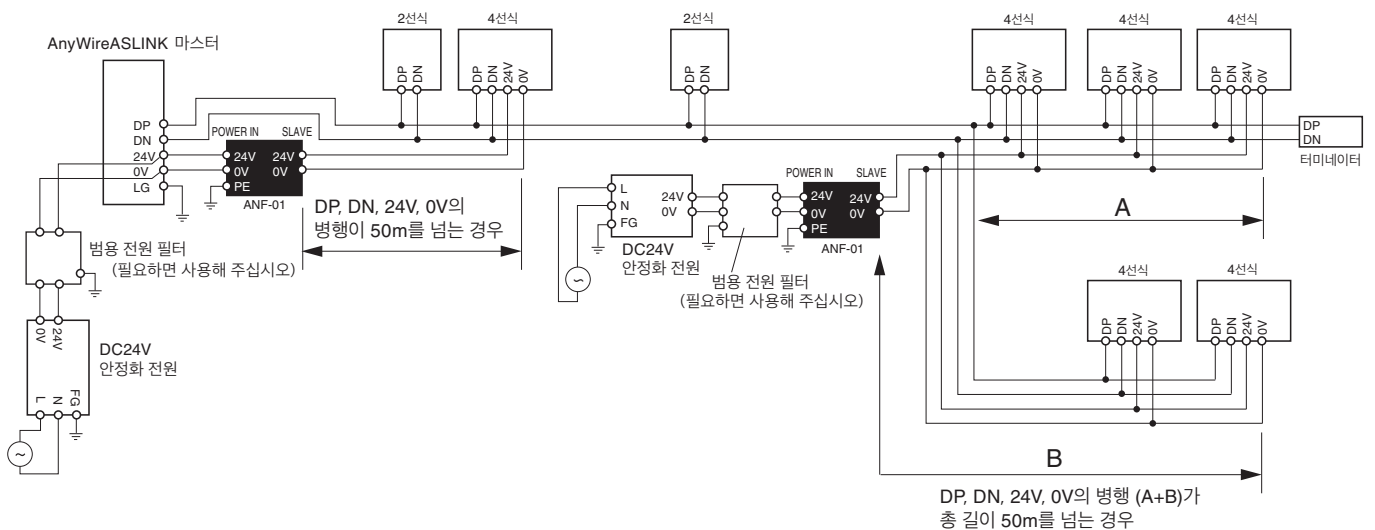 2선식
4선식
2선식
4선식
4선식
4선식
AnyWireASLINK 마스터
DP
DN
DP
DN
24V
0V
DP
DN
DP
DN
24V
0V
DP
DN
24V
0V
DP
DN
24V
0V
DP
DN
24V
0V
LG
POWER IN
SLAVE
24V
0V
PE
24V
0V
ANF-01
DP
DN
터미네이터
DP, DN, 24V, 0V의
병행이 50m를 넘는 경우
범용 전원 필터
(필요하면 사용해 주십시오)
0V
24V
DC24V
안정화 전원
L
N
FG
~
L
N
FG
24V
0V
DC24V
안정화 전원
~
범용 전원 필터
(필요하면 사용해 주십시오)
POWER IN
SLAVE
24V
0V
PE
24V
0V
ANF-01
A
4선식
4선식
DP
DN
24V
0V
DP
DN
24V
0V
B
DP, DN, 24V, 0V의 병행 (A+B)가
총 길이 50m를 넘는 경우